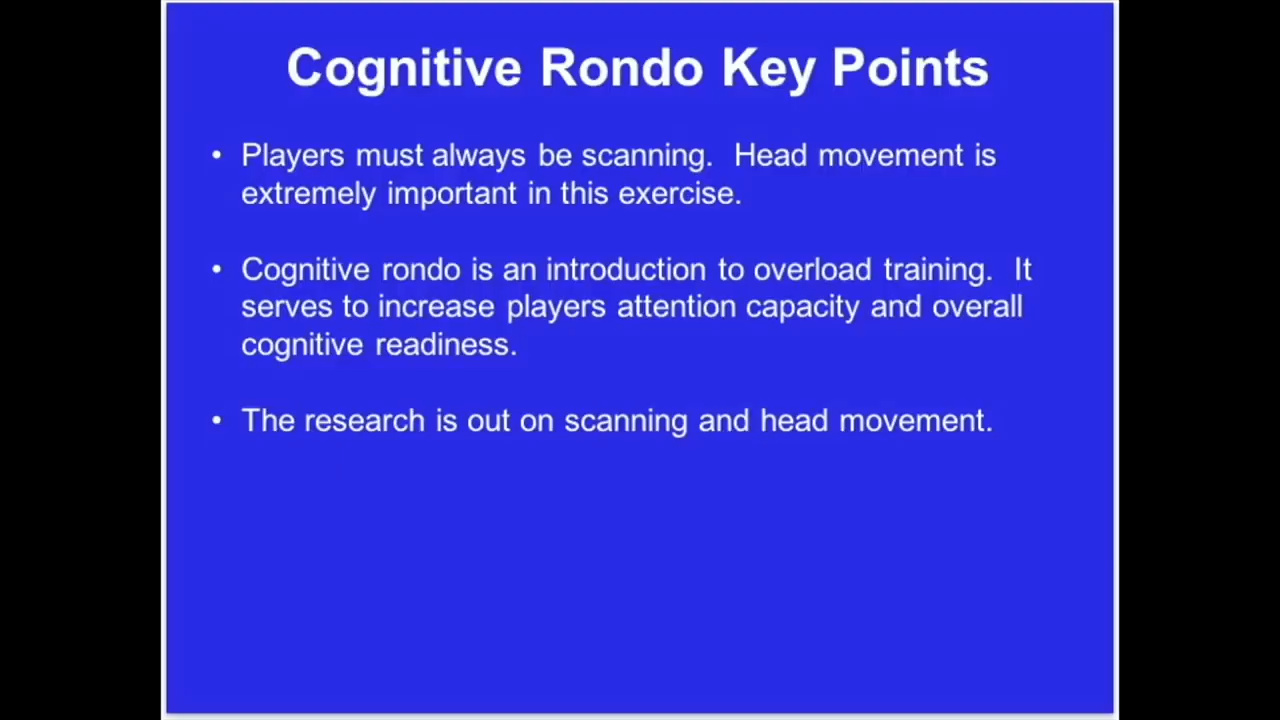 Cognitive Rondo Key Points
• Players must always be scanning.  Head movement is
extremely important in this exercise.
• Cognitive rondo is an introduction to overload training.  It
serves to increase players attention capacity and overall
cognitive readiness.
• The research is out on scanning and head movement.